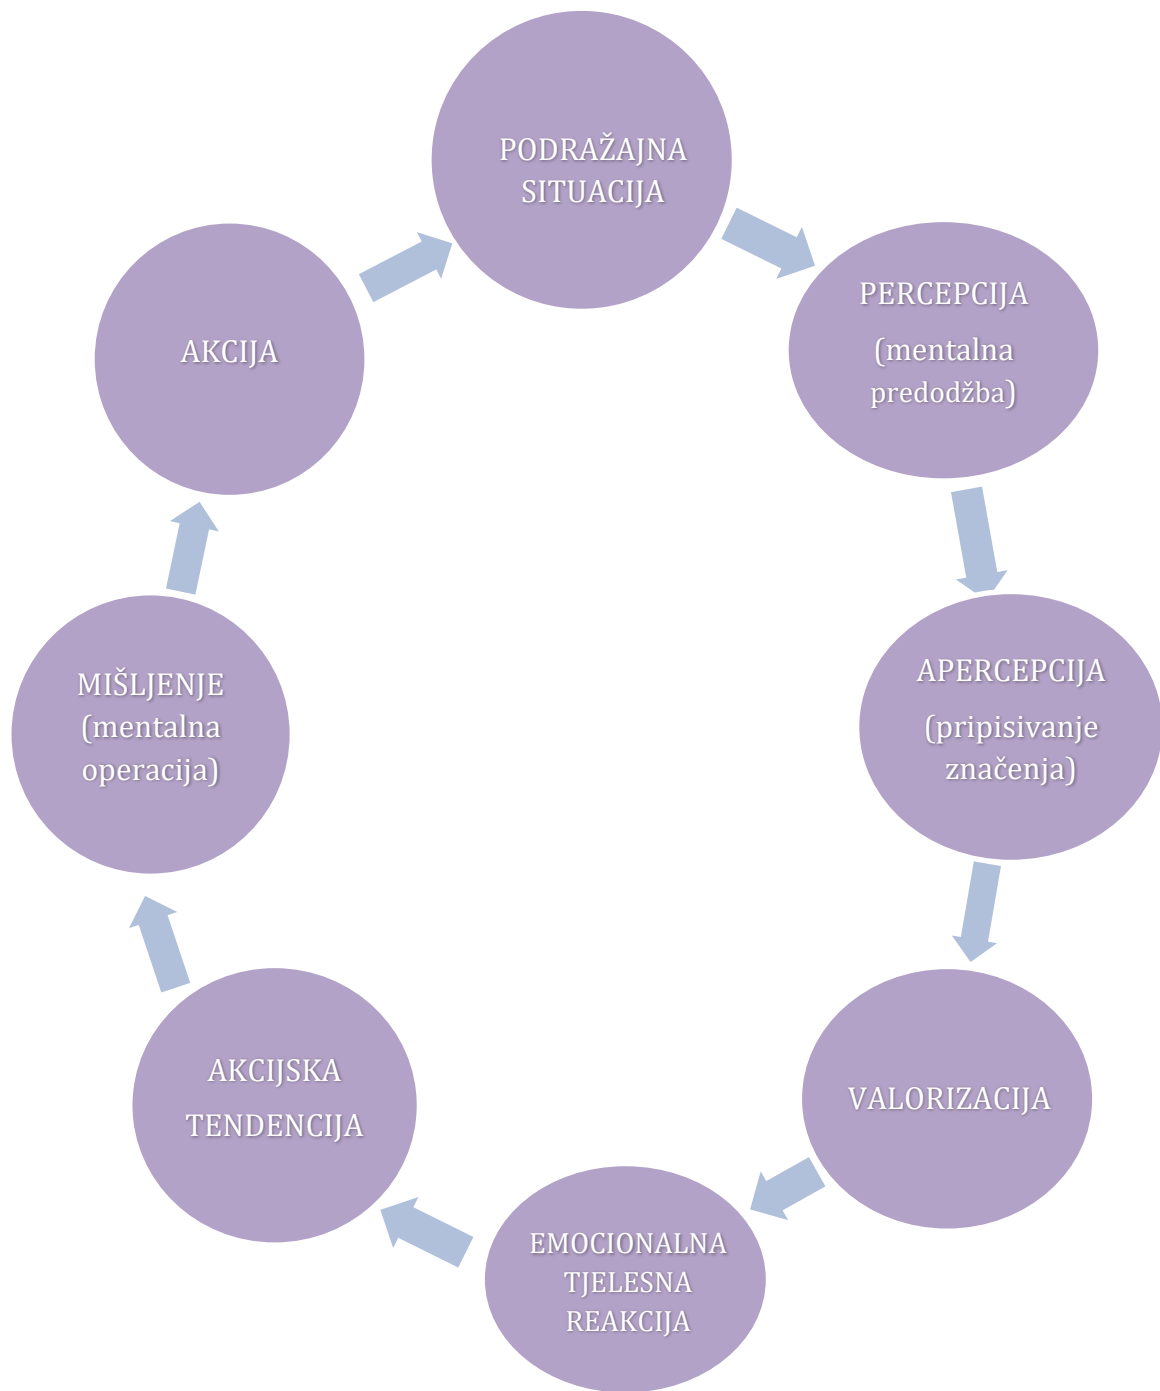 PODRAŽAJNA
SITUACIJA
PERCEPCIJA
(mentalna
predodžba)
APERCEPCIJA
(pripisivanje
značenja)
VALORIZACIJA
EMOCIONALNA
TJELESNA
REAKCIJA
AKCIJSKA
TENDENCIJA
MIŠLJENJE
(mentalna
operacija)
AKCIJA